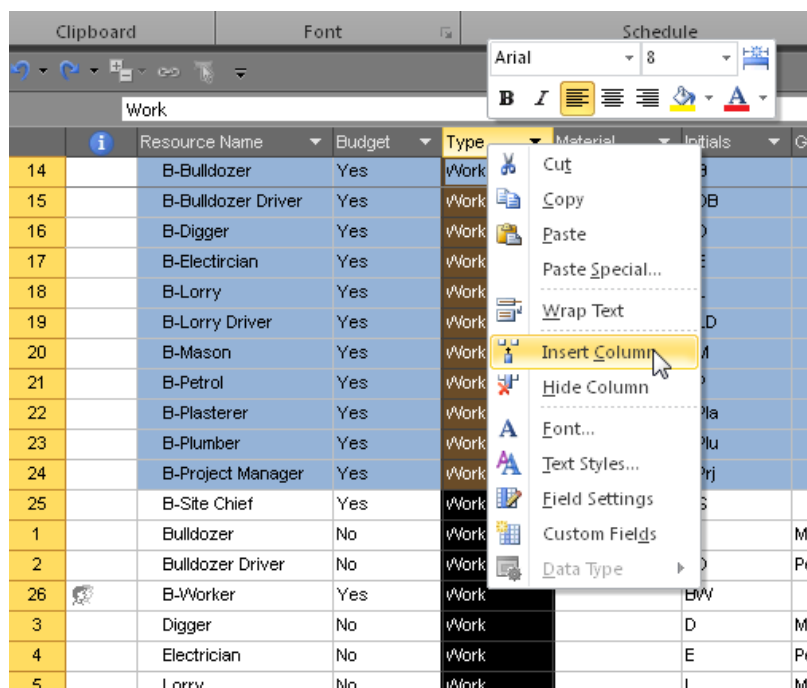 Clipboard Font Schedule
Arial 8
B I A
Work
Resource Name Budget Type Material Initials G
14 B-Bulldozer Yes Work Cut
15 B-Bulldozer Driver Yes Work Copy
16 B-Digger Yes Work Paste
17 B-Electircian Yes Work Paste Special...
18 B-Lorry Yes Work Wrap Text
19 B-Lorry Driver Yes Work
20 B-Mason Yes Work Insert Column
21 B-Petrol Yes Work Hide Column
22 B-Plasterer Yes Work Font...
23 B-Plumber Yes Work Text Styles...
24 B-Project Manager Yes Work
25 B-Site Chief Yes Work Field Settings
1 Bulldozer No Work Custom Fields M
2 Bulldozer Driver No Work Data Type
26 B-Worker Yes Work BW
3 Digger No Work D M
4 Electrician No Work E
5 Lorry No Work L M